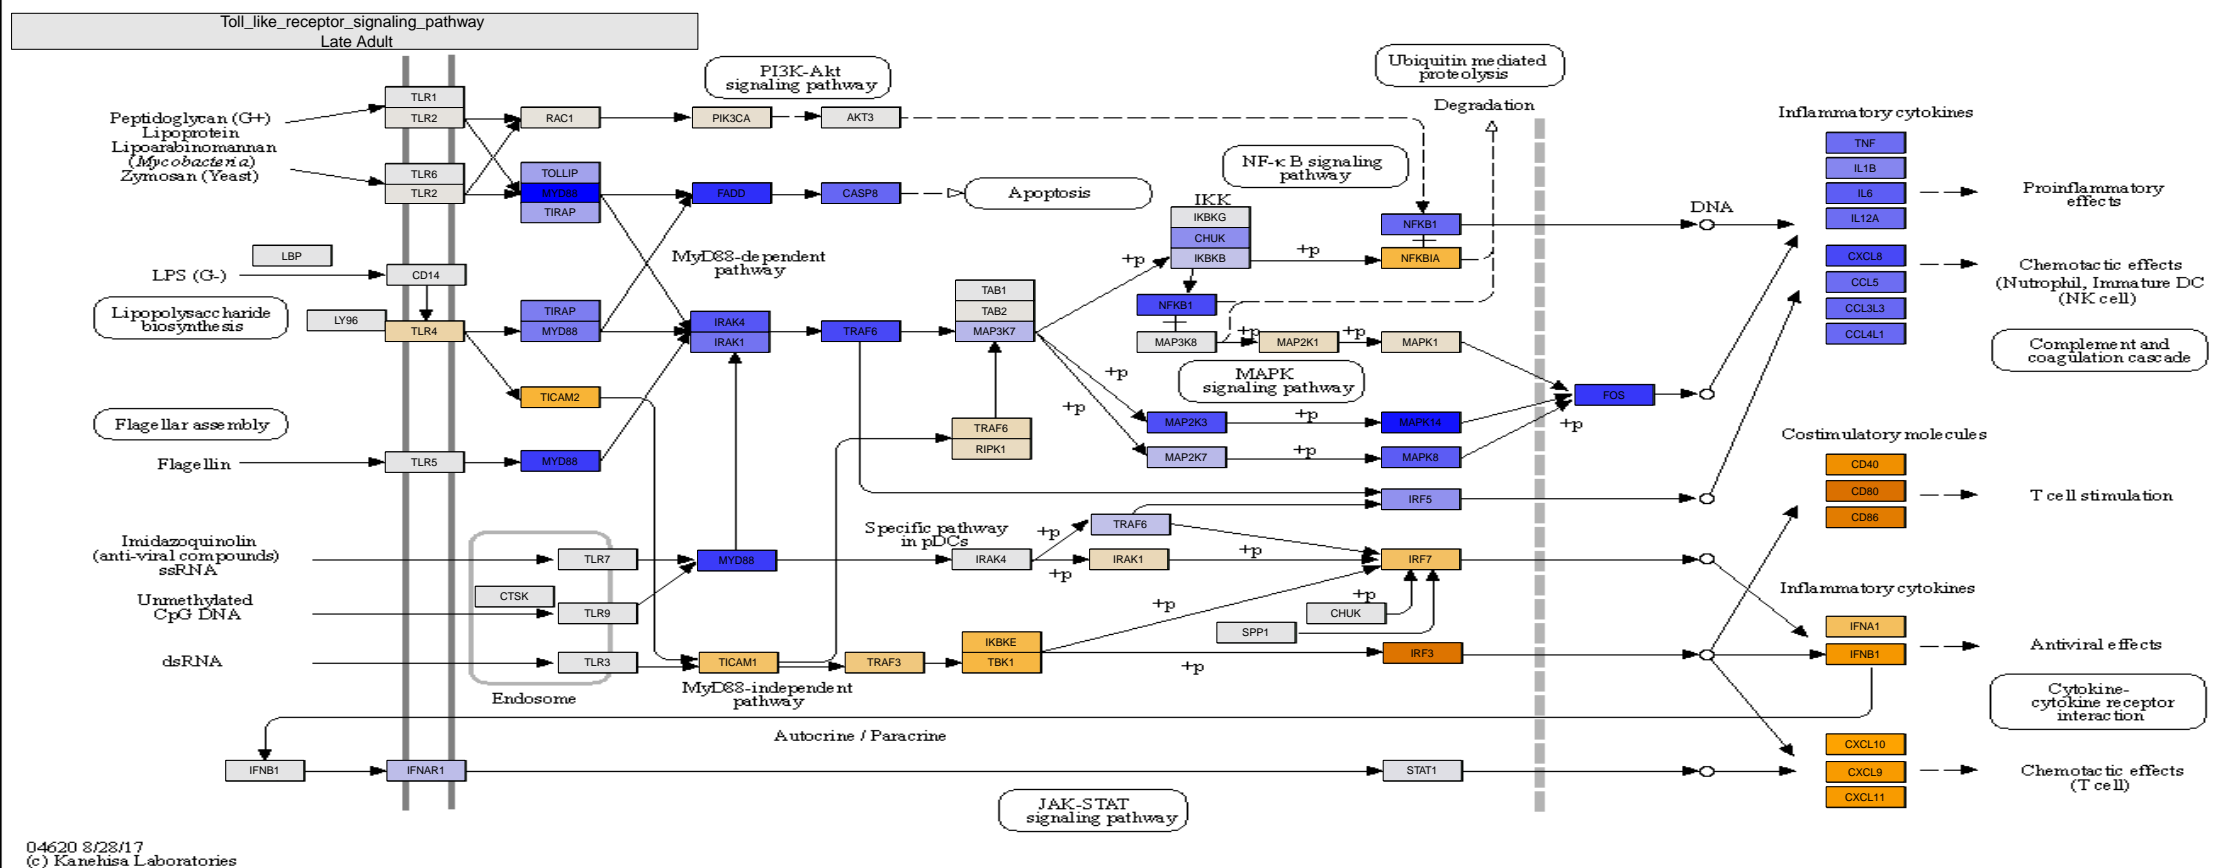 Toll_like_receptor_signaling_pathway
Late Adult
PI3K-Akt
signaling pathway
Ubiquitin mediated
proteolysis
Degradation
Peptidoglycan (G+)
Lipoprotein
Lipoarabinomannan
(Mycobacteria)
Zymosan (Yeast)
TLR1
TLR2
RAC1
PIK3CA
AKT3
TLR6
TLR2
TOLLIP
MYD88
TIRAP
FADD
CASP8
Apoptosis
NF-κ B signaling
pathway
Inflammatory cytokines
TNF
IL1B
IL6
IL12A
Proinflammatory
effects
IKK
IKBKG
CHUK
IKBKB
+p
+p
NFKB1
NFKBIA
DNA
CXCL8
CCL5
CCL3L3
CCL4L1
Chemotactic effects
(Nutrophil, Immature DC
(NK cell)
LBP
LPS (G-)
CD14
MyD88-dependent
pathway
Lipopolysaccharide
biosynthesis
LY96
TLR4
TIRAP
MYD88
IRAK4
IRAK1
TRAF6
TAB1
TAB2
MAP3K7
NFKB1
MAP3K8
+p
MAP2K1
+p
MAPK1
Complement and
coagulation cascade
MAPK
signaling pathway
+p
+p
TICAM2
FOS
Flagellar assembly
TRAF6
RIPK1
MAP2K3
+p
MAPK14
+p
Costimulatory molecules
CD40
CD80
CD86
T cell stimulation
Flagellin
TLR5
MYD88
MAP2K7
+p
MAPK8
IRF5
Specific pathway
in pDCs
+p
TRAF6
Imidazoquinolin
(anti-viral compounds)
ssRNA
TLR7
MYD88
IRAK4
+p
IRAK1
+p
IRF7
Unmethylated
CpG DNA
CTSK
TLR9
+p
+p
CHUK
SPP1
Inflammatory cytokines
IFNA1
IFNB1
Antiviral effects
dsRNA
TLR3
TICAM1
TRAF3
IKBKE
TBK1
+p
IRF3
Endosome
MyD88-independent
pathway
Cytokine-
cytokine receptor
interaction
Autocrine / Paracrine
IFNB1
IFNAR1
STAT1
CXCL10
CXCL9
CXCL11
Chemotactic effects
(T cell)
JAK-STAT
signaling pathway
04620 8/28/17
(c) Kanehisa Laboratories